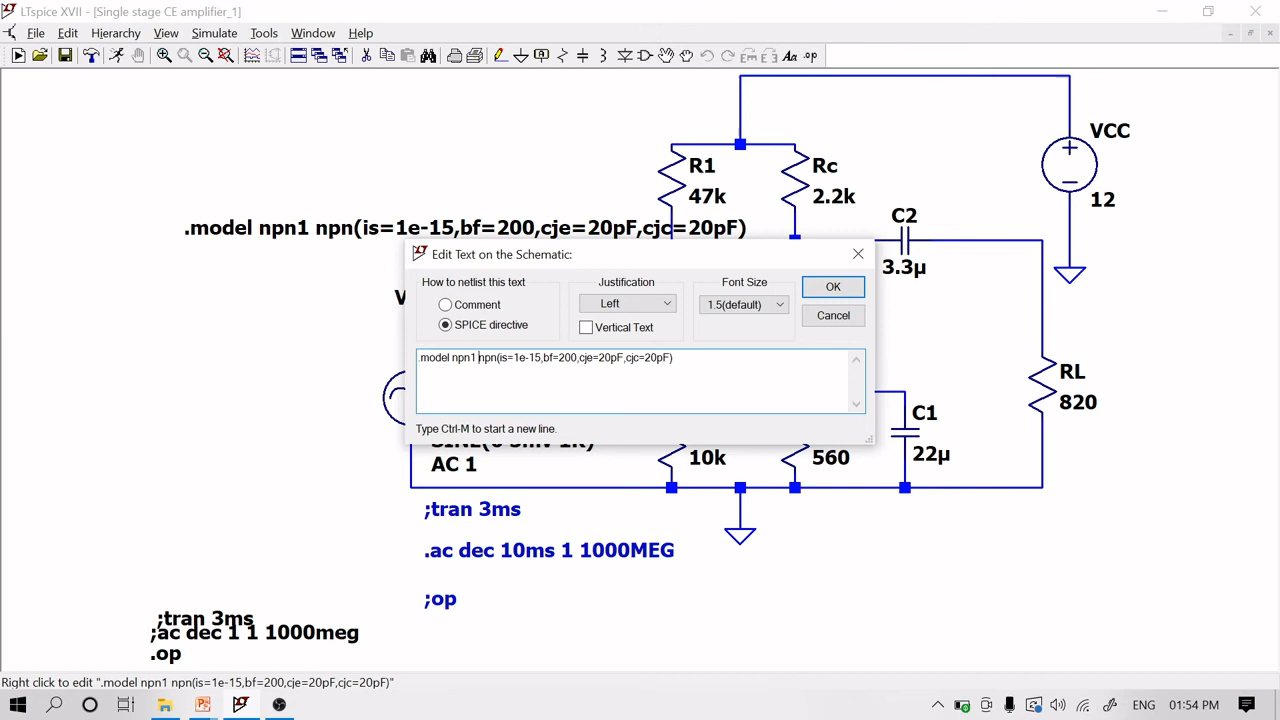 LTspice XVII - [Single stage CE amplifier_1]
File Edit Hierarchy View Simulate Tools Window Help
.op
VCC
12
R1
47k
Rc
2.2k
.model npn1 npn(is=1e-15,bf=200,cje=20pF,cjc=20pF)
C2
3.3µ
Edit Text on the Schematic:
How to netlist this text
Comment
SPICE directive
Justification
Left
Vertical Text
Font Size
1.5(default)
OK
Cancel
.model npn1 npn(is=1e-15,bf=200,cje=20pF,cjc=20pF)
Type Ctrl-M to start a new line.
RL
820
C1
22µ
10k
560
AC 1
;tran 3ms
.ac dec 10ms 1 1000MEG
;op
;tran 3ms
;ac dec 1 1 1000meg
.op
Right click to edit ".model npn1 npn(is=1e-15,bf=200,cje=20pF,cjc=20pF)"
ENG 01:54 PM